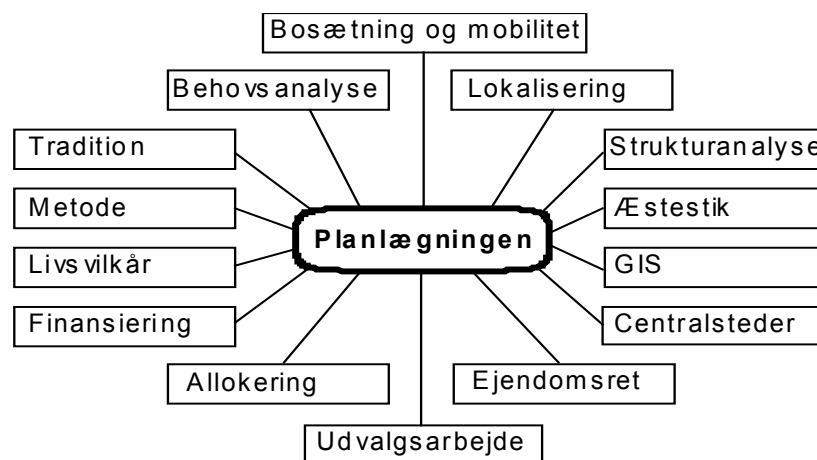 Bosætning og mobilitet
Behovsanalyse
Lokalisering
Tradition
Strukturanalyse
Metode
Æstestik
Planlægningen
Livsvilkår
GIS
Finansiering
Centralsteder
Allokering
Ejendomsret
Udvalgsarbejde